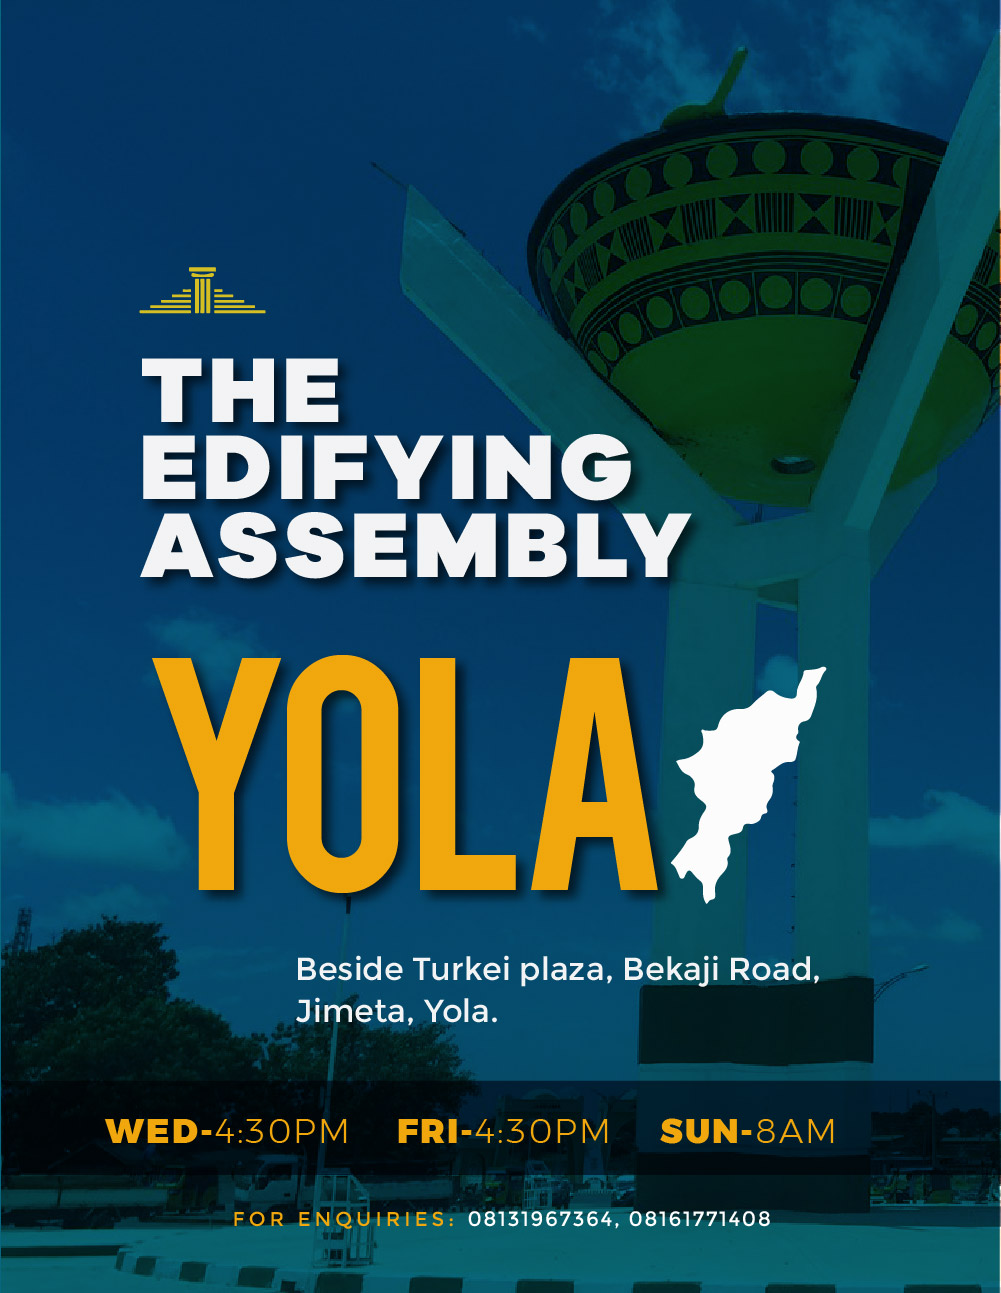 THE
EDIFYING
ASSEMBLY
YOLA
Beside Turkei plaza, Bekaji Road,
Jimeta, Yola.
WED-4:30PM FRI-4:30PM SUN-8AM
FOR ENQUIRIES: 08131967364, 08161771408